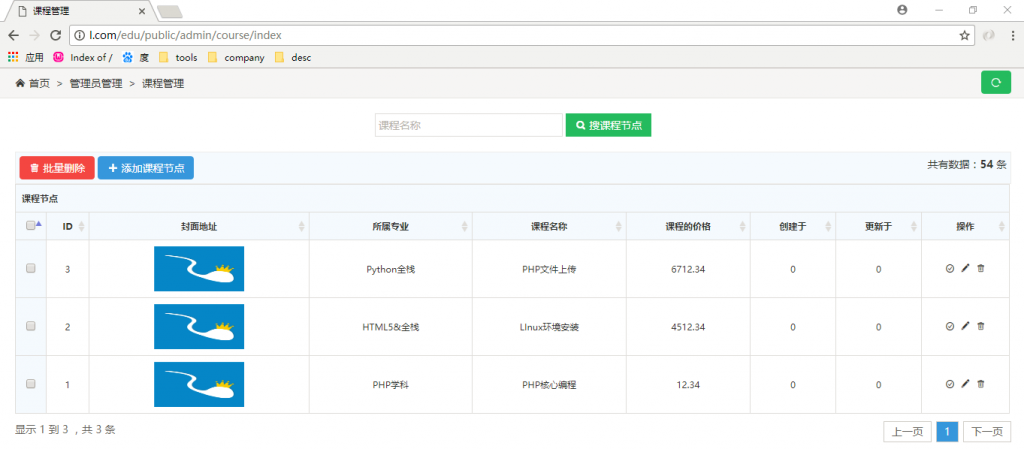 课程管理
l.com/edu/public/admin/course/index
应用 Index of / 度 tools company desc
首页 > 管理员管理 > 课程管理
课程名称 搜课程节点
批量删除 添加课程节点 共有数据：54 条
课程节点
ID 封面地址 所属专业 课程名称 课程的价格 创建于 更新于 操作
3 Python全栈 PHP文件上传 6712.34 0 0
2 HTML5&全栈 LInux环境安装 4512.34 0 0
1 PHP学科 PHP核心编程 12.34 0 0
显示 1 到 3 ，共 3 条 上一页 1 下一页